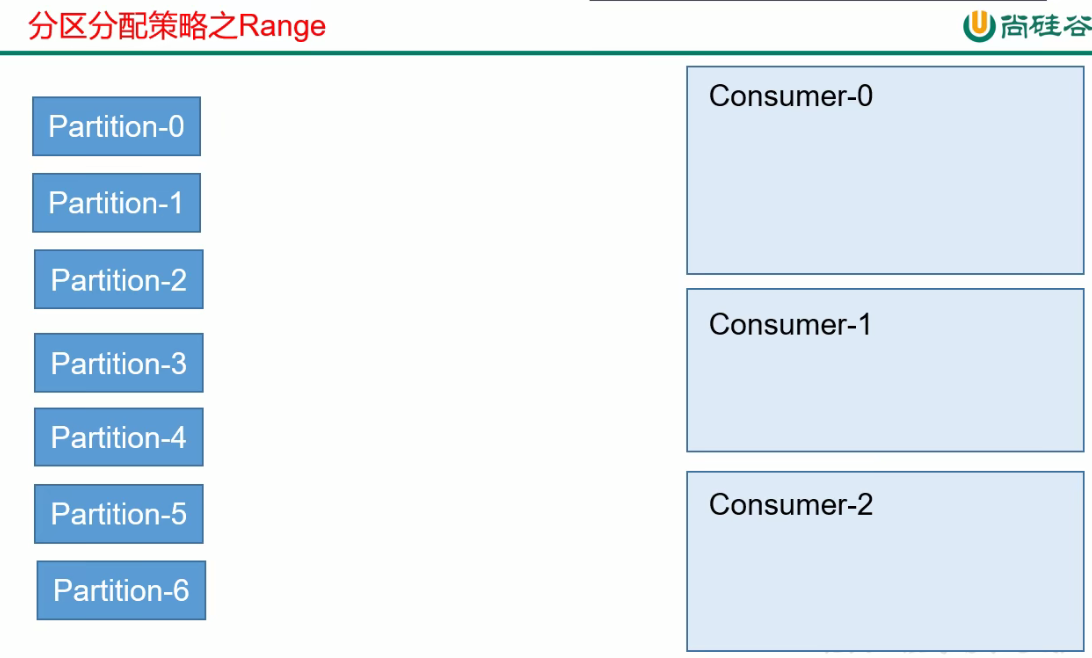 分区分配策略之Range
尚硅谷
Partition-0
Partition-1
Partition-2
Partition-3
Partition-4
Partition-5
Partition-6
Consumer-0
Consumer-1
Consumer-2